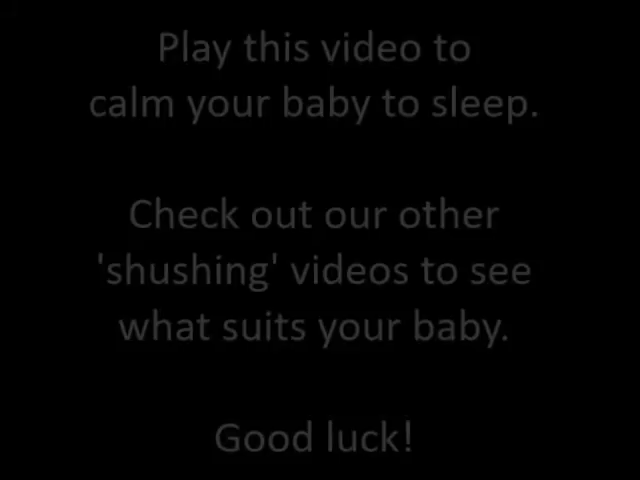 Play this video to
calm your baby to sleep.
Check out our other
'shushing' videos to see
what suits your baby.
Good luck!